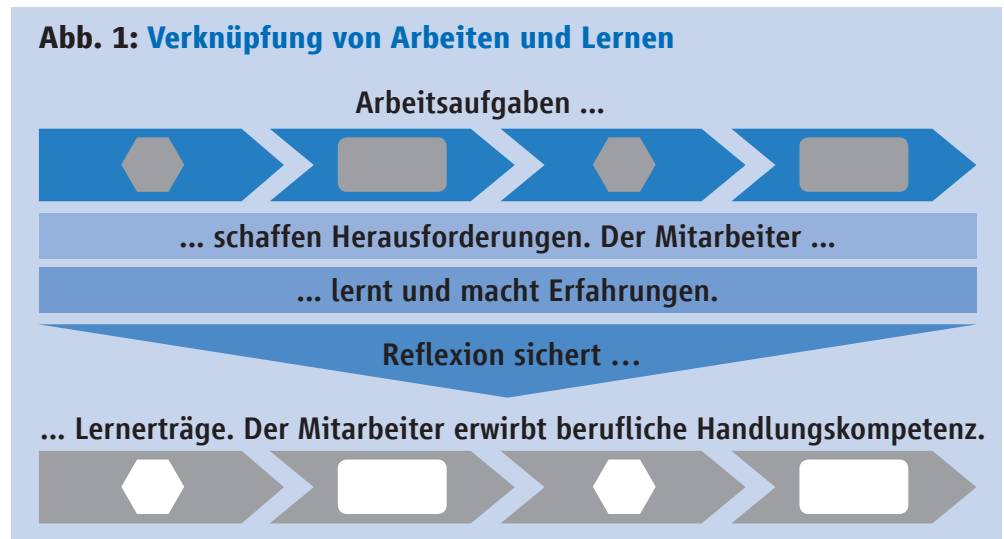 Abb. 1: Verknüpfung von Arbeiten und Lernen
Arbeitsaufgaben ...
... schaffen Herausforderungen. Der Mitarbeiter ...
... lernt und macht Erfahrungen.
Reflexion sichert …
... Lernerträge. Der Mitarbeiter erwirbt berufliche Handlungskompetenz.